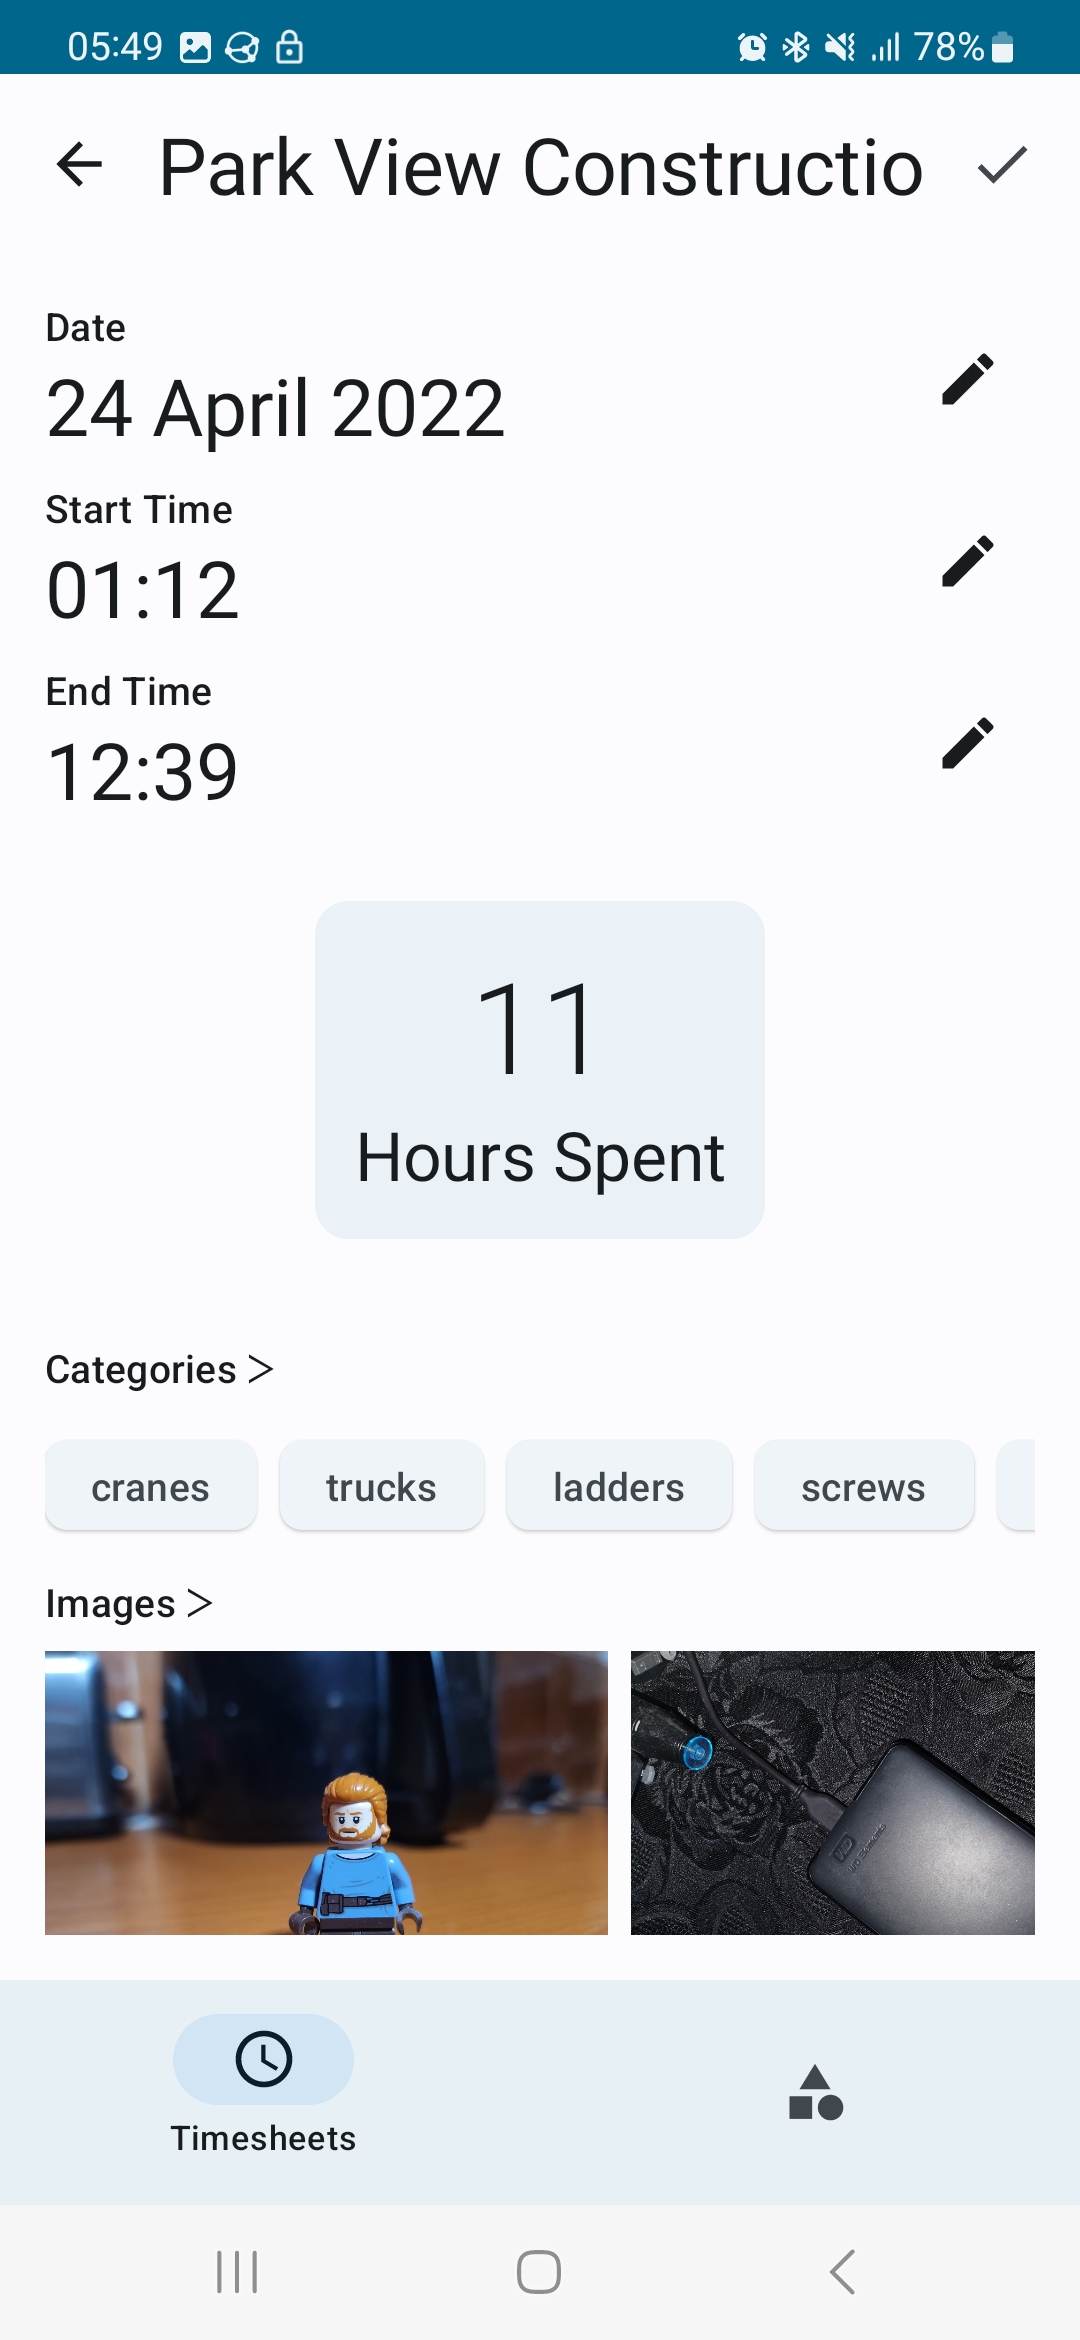 05:49 78%
Park View Constructio
Date
24 April 2022
Start Time
01:12
End Time
12:39
11
Hours Spent
Categories >
cranes trucks ladders screws
Images >
WD
Timesheets